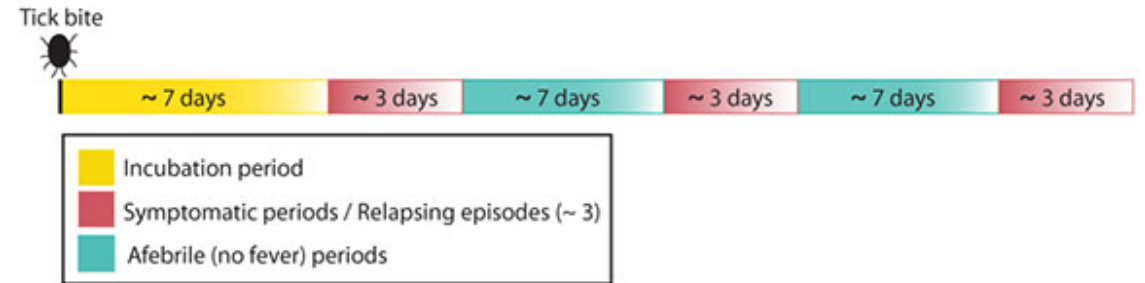 Tick bite
~ 7 days ~ 3 days ~ 7 days ~ 3 days ~ 7 days ~ 3 days
Incubation period
Symptomatic periods / Relapsing episodes (~ 3)
Afebrile (no fever) periods